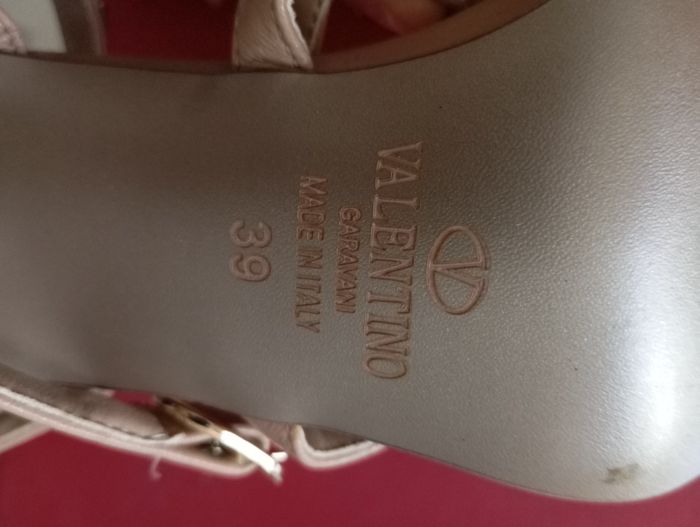 VALENTINO
GARAVANI
MADE IN ITALY
39